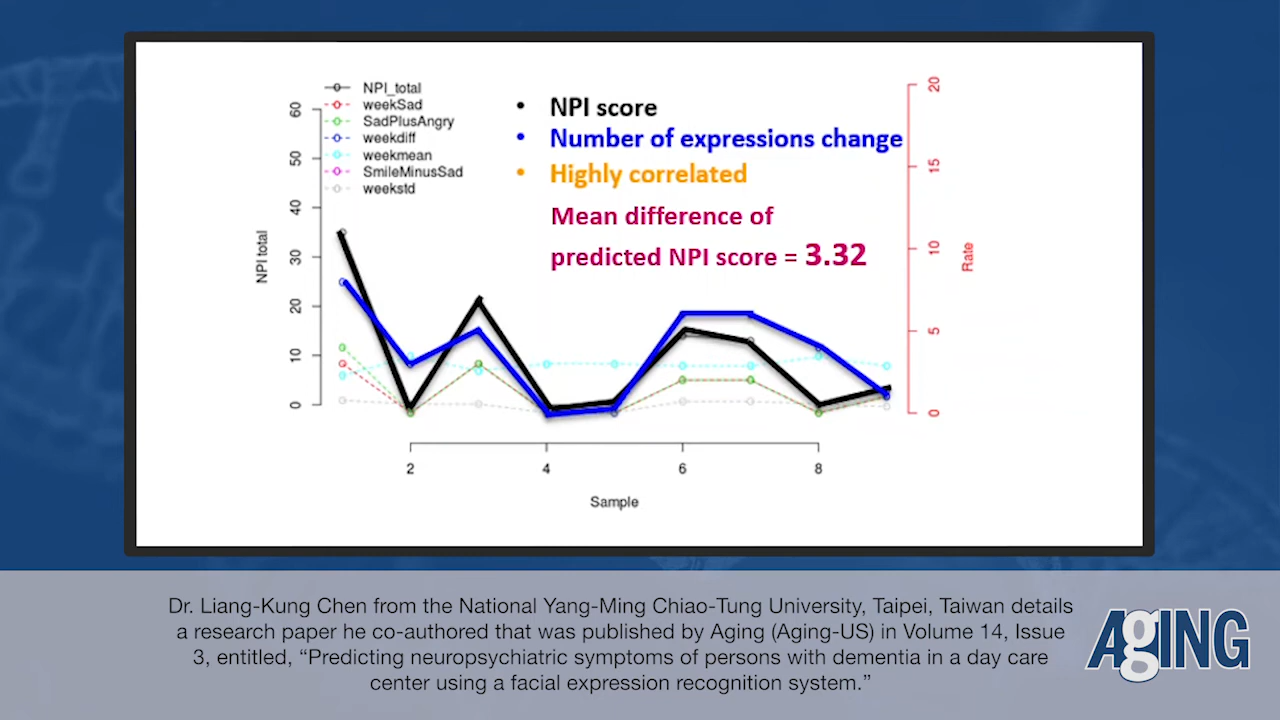 NPI_total
weekSad
SadPlusAngry
weekdiff
weekmean
SmileMinusSad
weekstd
• NPI score
• Number of expressions change
• Highly correlated
Mean difference of
predicted NPI score = 3.32
NPI total
60
50
40
30
20
10
0
20
15
10
5
0
Rate
2 4 6 8
Sample
Dr. Liang-Kung Chen from the National Yang-Ming Chiao-Tung University, Taipei, Taiwan details
a research paper he co-authored that was published by Aging (Aging-US) in Volume 14, Issue
3, entitled, “Predicting neuropsychiatric symptoms of persons with dementia in a day care
center using a facial expression recognition system.”
AgING